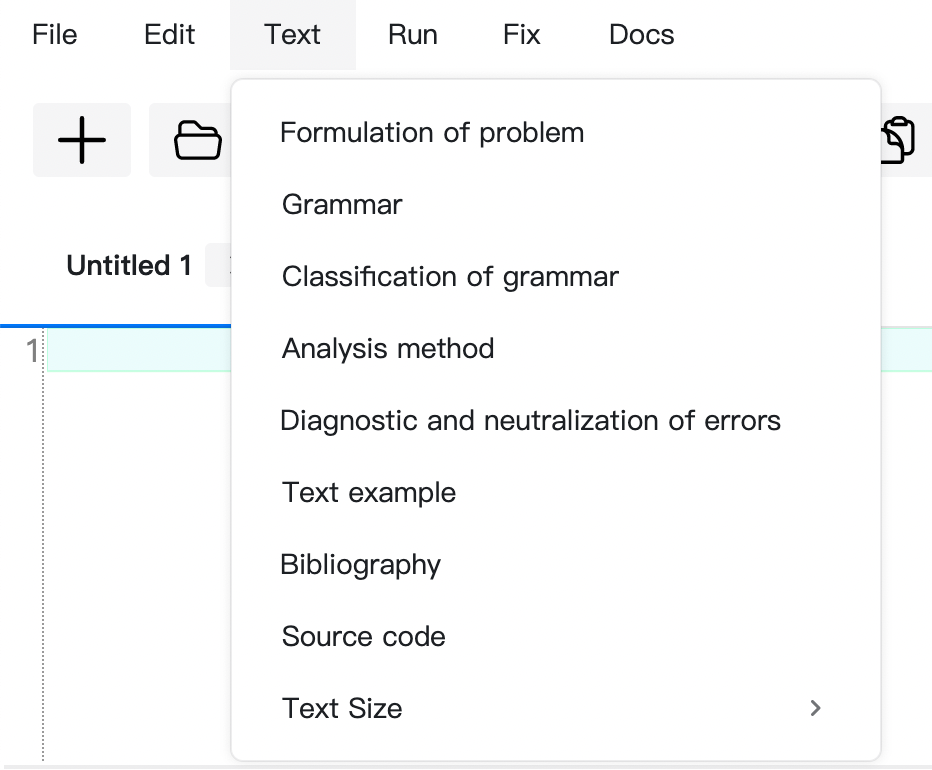 File Edit Text Run Fix Docs
Formulation of problem
Grammar
Untitled 1
Classification of grammar
1
Analysis method
Diagnostic and neutralization of errors
Text example
Bibliography
Source code
Text Size